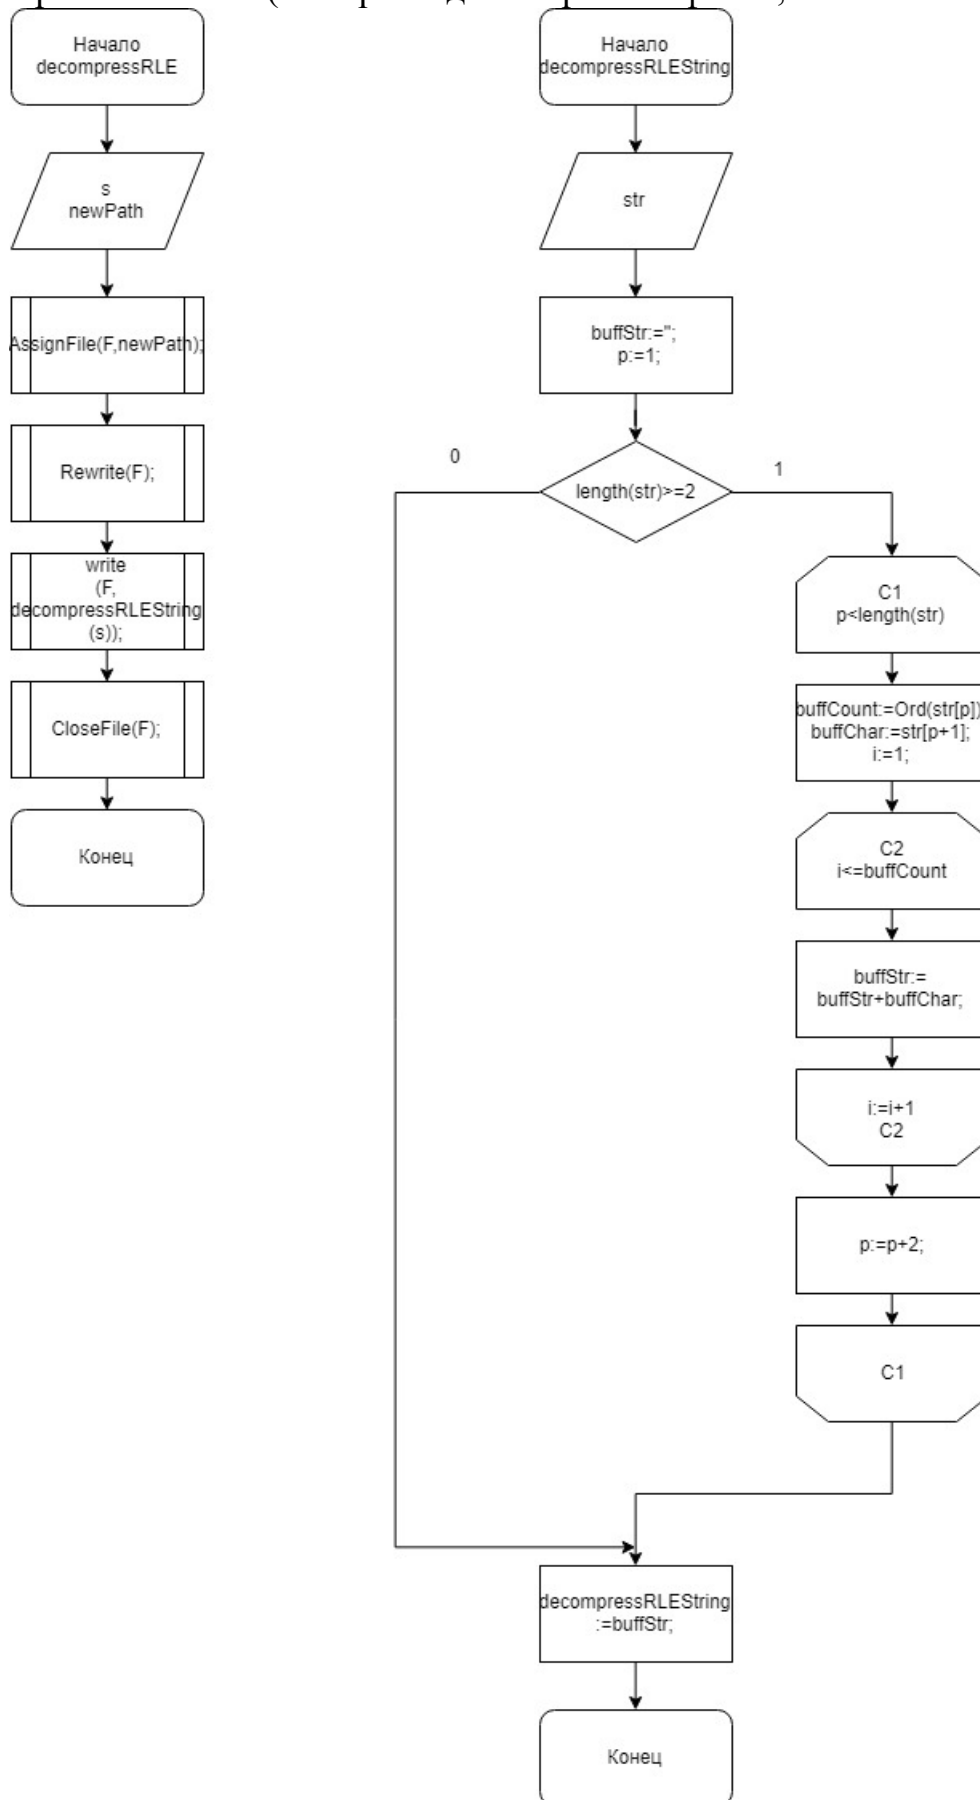 Начало
decompressRLE
s
newPath
AssignFile(F,newPath);
Rewrite(F);
write
(F,
decompressRLEString
(s));
CloseFile(F);
Конец
Начало
decompressRLEString
str
buffStr:='';
p:=1;
length(str)>=2
0
1
C1
p<length(str)
buffCount:=Ord(str[p])
buffChar:=str[p+1];
i:=1;
C2
i<=buffCount
buffStr:=
buffStr+buffChar;
i:=i+1
C2
p:=p+2;
C1
decompressRLEString
:=buffStr;
Конец